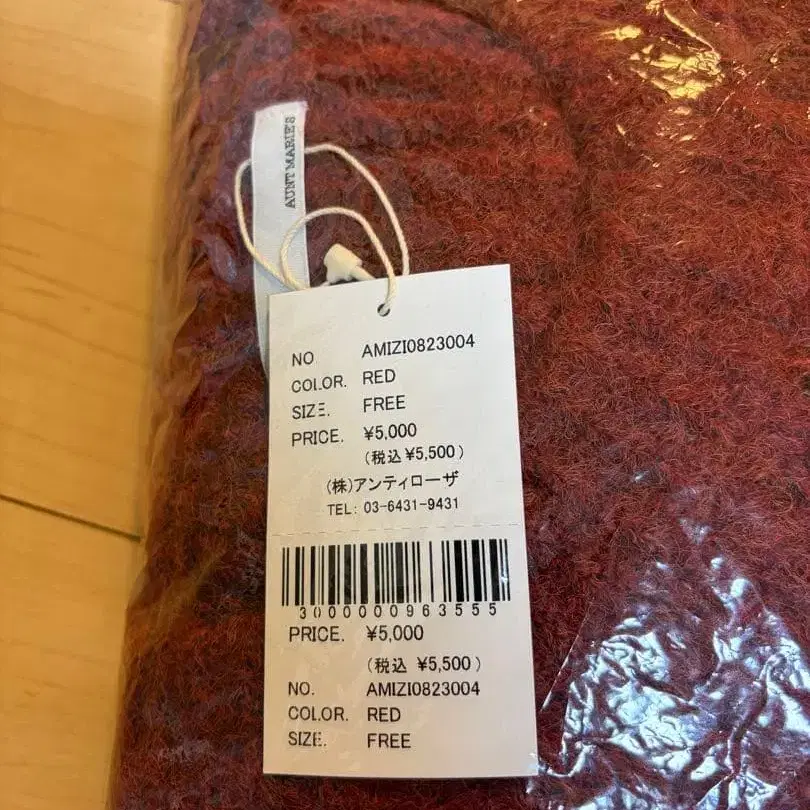 AUNT MARIE'S
NO. AMIZI0823004
COLOR. RED
SIZE. FREE
PRICE. ¥5,000
(税込 ¥5,500)
(株)アンティローザ
TEL: 03-6431-9431
3000000963555
PRICE. ¥5,000
(税込 ¥5,500)
NO. AMIZI0823004
COLOR. RED
SIZE. FREE